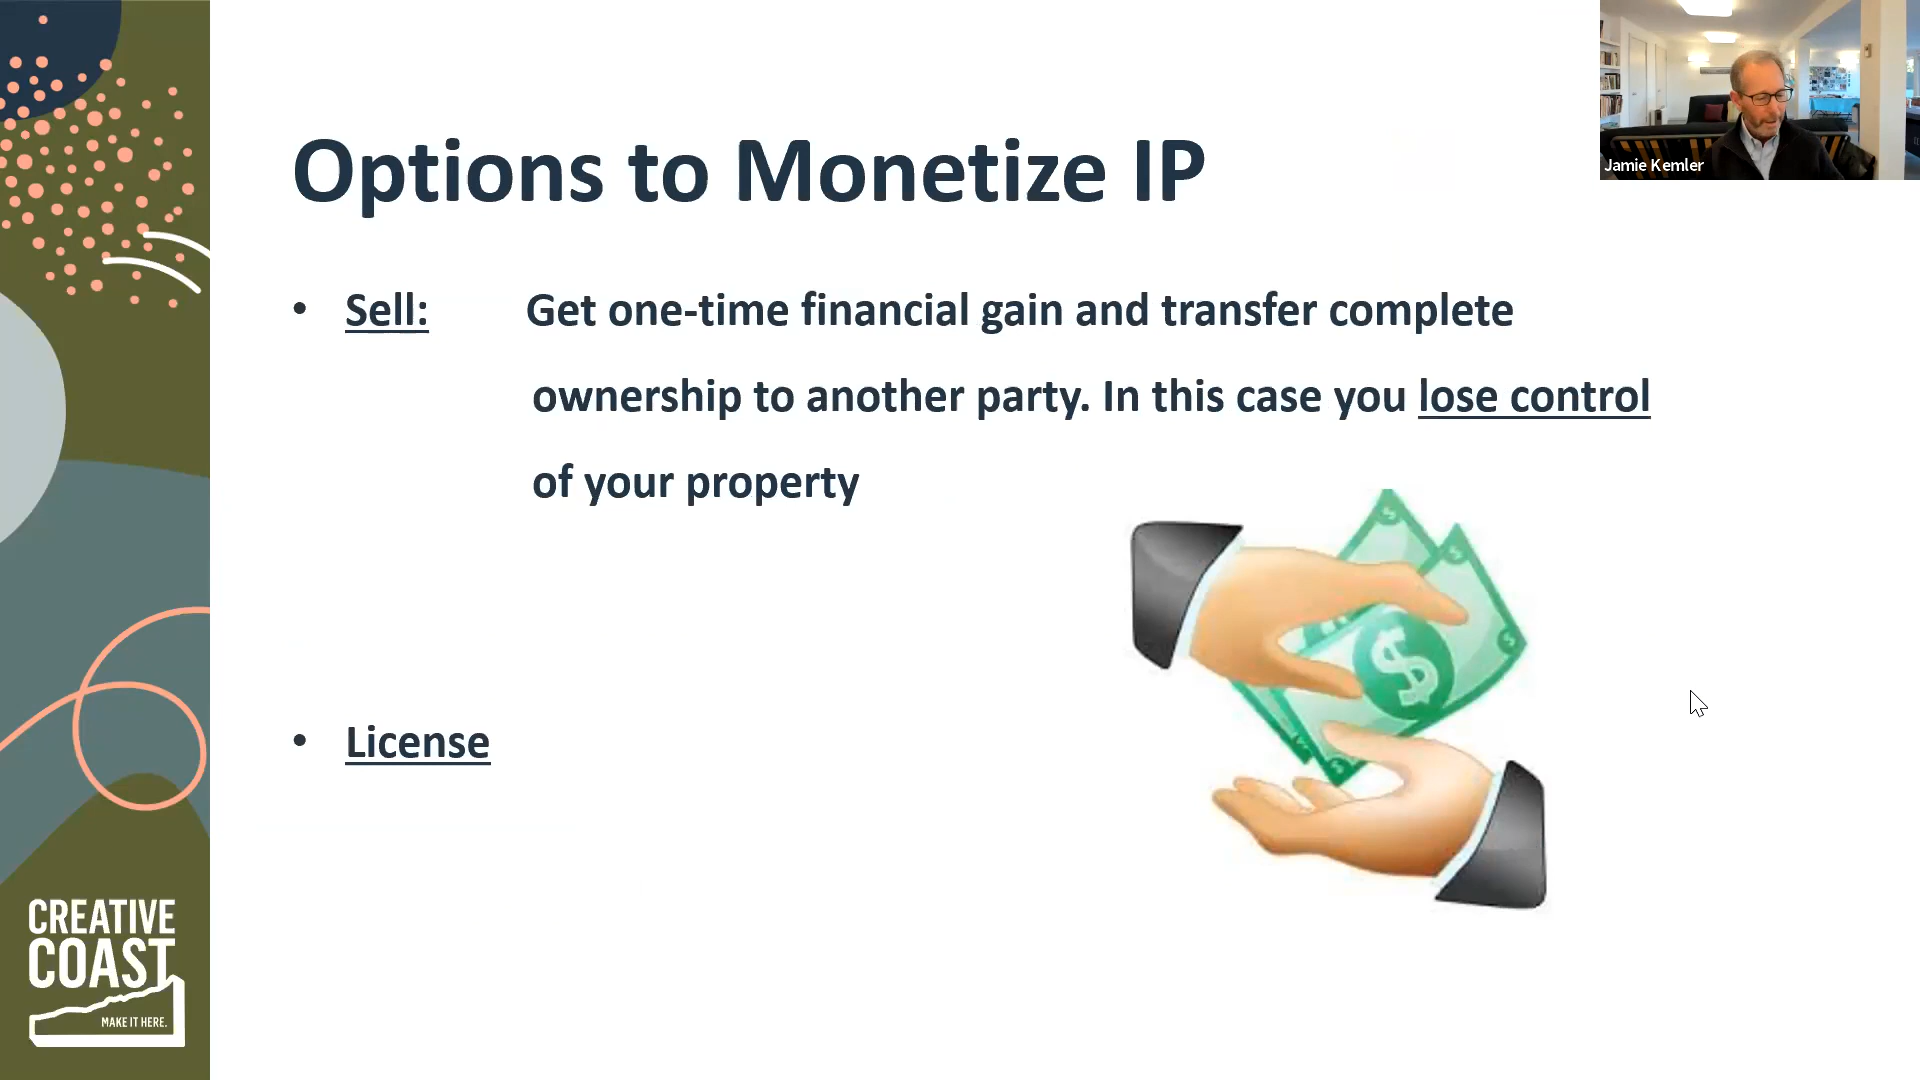 Options to Monetize IP
Jamie Kemler
• Sell: Get one-time financial gain and transfer complete
ownership to another party. In this case you lose control
of your property
$
$
$
$
$
• License
CREATIVE
COAST
MAKE IT HERE.